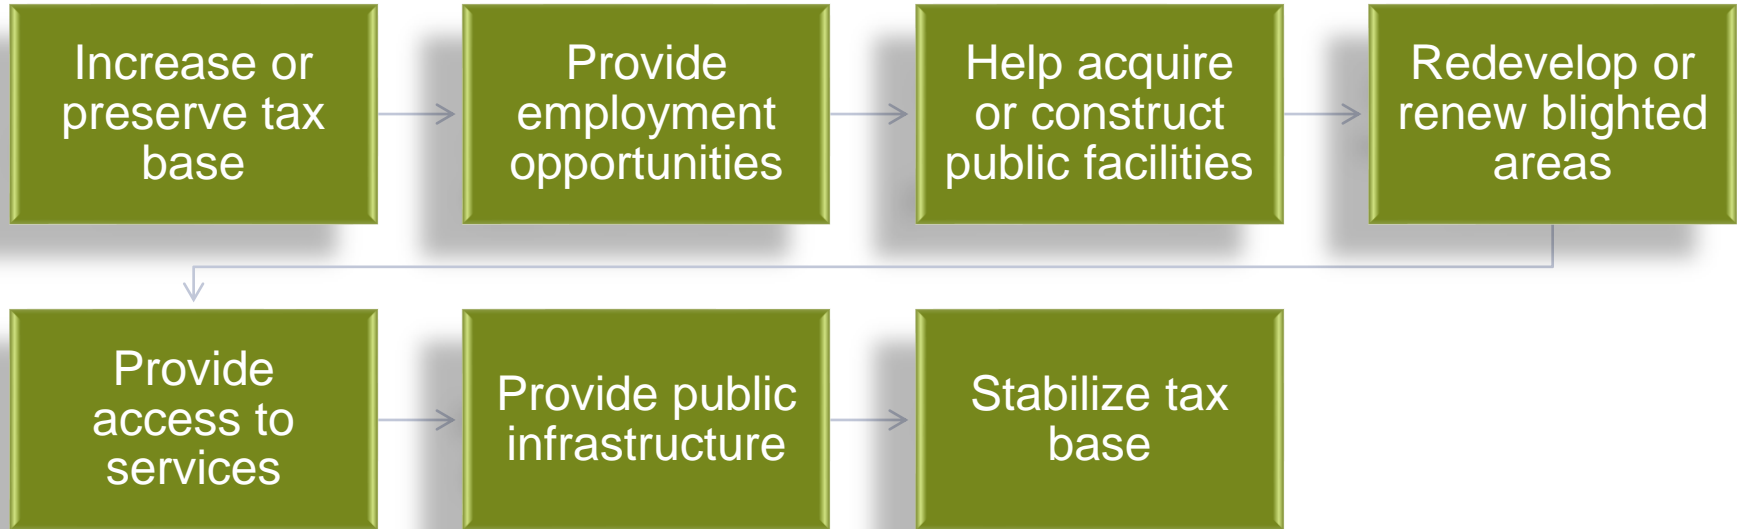 Increase or
preserve tax
base
Provide
employment
opportunities
Help acquire
or construct
public facilities
Redevelop or
renew blighted
areas
Provide
access to
services
Provide public
infrastructure
Stabilize tax
base